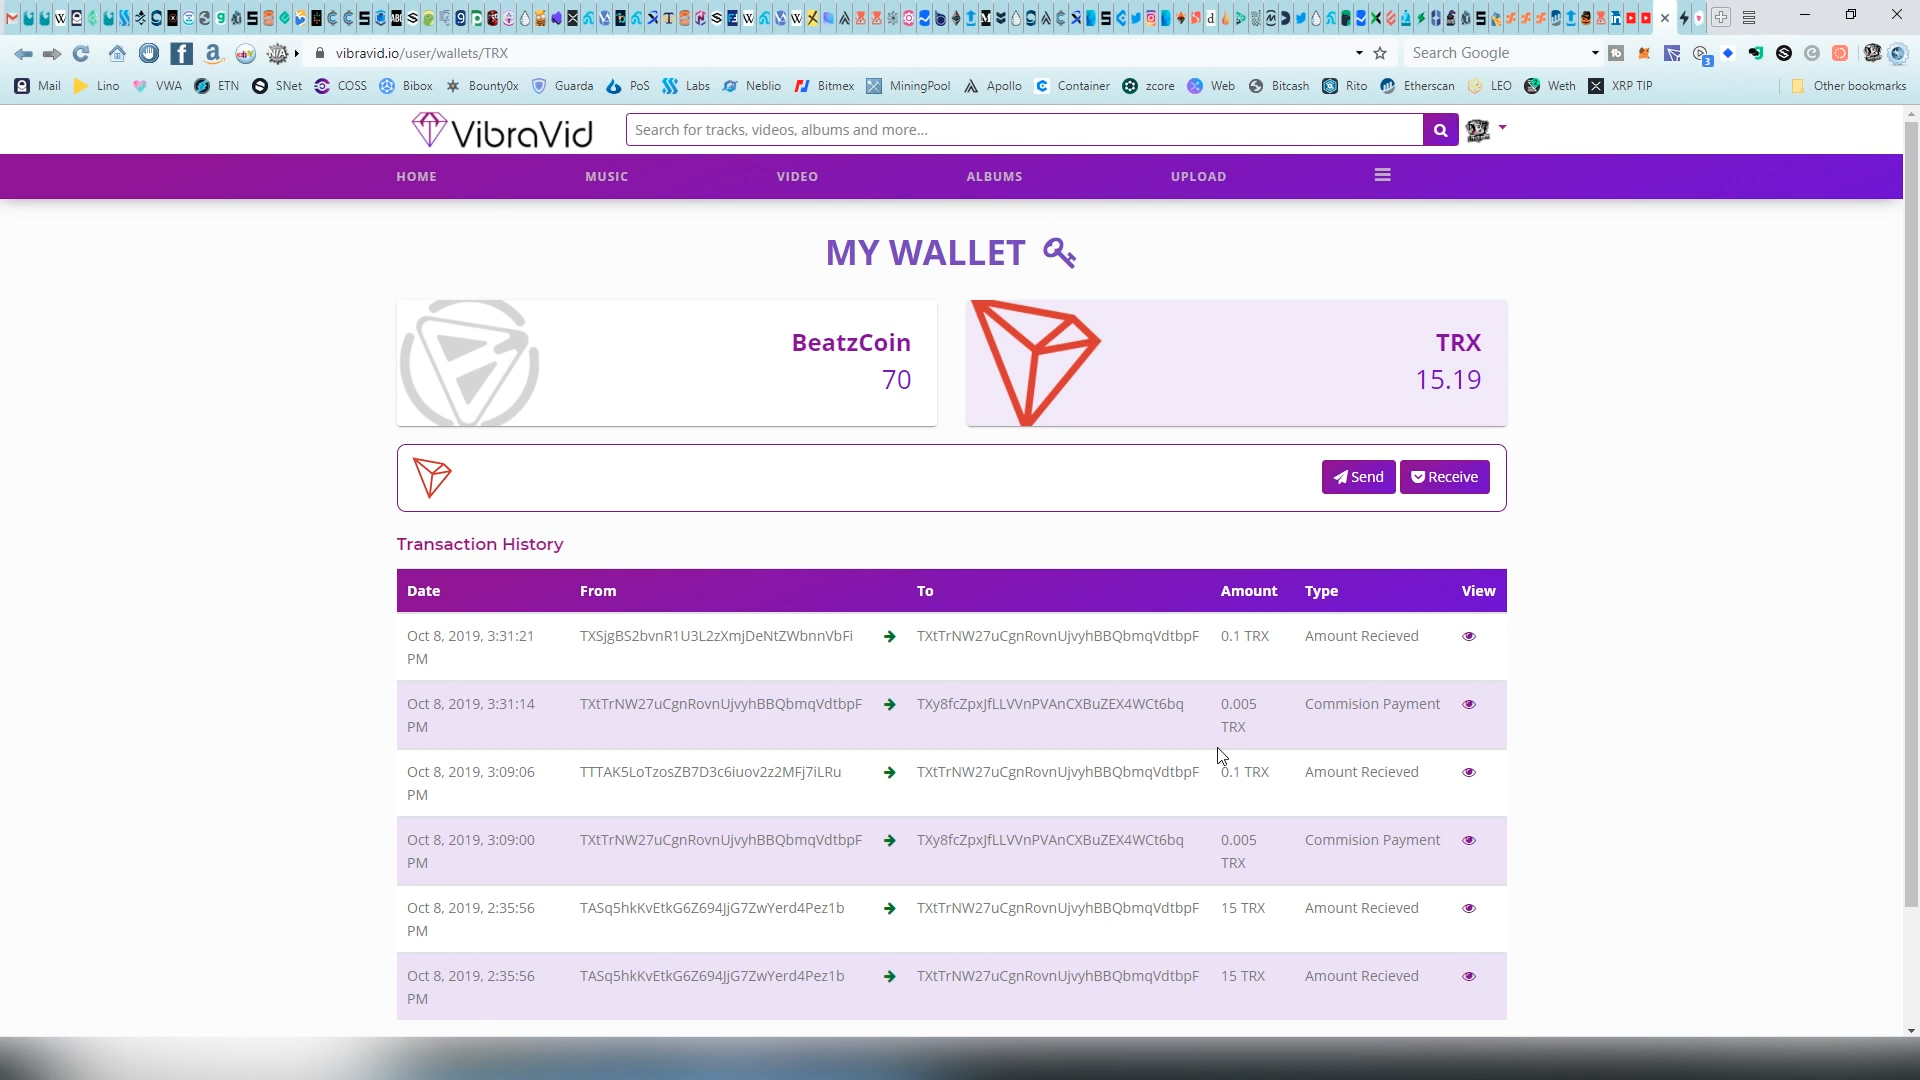 vibravid.io/user/wallets/TRX
Search Google
3
Mail Lino VWA ETN SNet COSS Bibox Bounty0x Guarda PoS Labs Neblio Bitmex MiningPool Apollo Container zcore Web Bitcash Rito Etherscan LEO Weth XRP TIP Other bookmarks
VibraVid
Search for tracks, videos, albums and more...
HOME MUSIC VIDEO ALBUMS UPLOAD
MY WALLET
BeatzCoin
70
TRX
15.19
Send Receive
Transaction History
Date From To Amount Type View
Oct 8, 2019, 3:31:21 PM TXSjgBS2bvnR1U3L2zXmjDeNtZWbnnVbFi TXtTrNW27uCgnRovnUjvyhBBQbmqVdtbpF 0.1 TRX Amount Recieved
Oct 8, 2019, 3:31:14 PM TXtTrNW27uCgnRovnUjvyhBBQbmqVdtbpF TXy8fcZpxJfLLVVnPVAnCXBuZEX4WCt6bq 0.005 TRX Commision Payment
Oct 8, 2019, 3:09:06 PM TTTAK5LoTzosZB7D3c6iuov2z2MFj7iLRu TXtTrNW27uCgnRovnUjvyhBBQbmqVdtbpF 0.1 TRX Amount Recieved
Oct 8, 2019, 3:09:00 PM TXtTrNW27uCgnRovnUjvyhBBQbmqVdtbpF TXy8fcZpxJfLLVVnPVAnCXBuZEX4WCt6bq 0.005 TRX Commision Payment
Oct 8, 2019, 2:35:56 PM TASq5hkKvEtkG6Z694JjG7ZwYerd4Pez1b TXtTrNW27uCgnRovnUjvyhBBQbmqVdtbpF 15 TRX Amount Recieved
Oct 8, 2019, 2:35:56 PM TASq5hkKvEtkG6Z694JjG7ZwYerd4Pez1b TXtTrNW27uCgnRovnUjvyhBBQbmqVdtbpF 15 TRX Amount Recieved